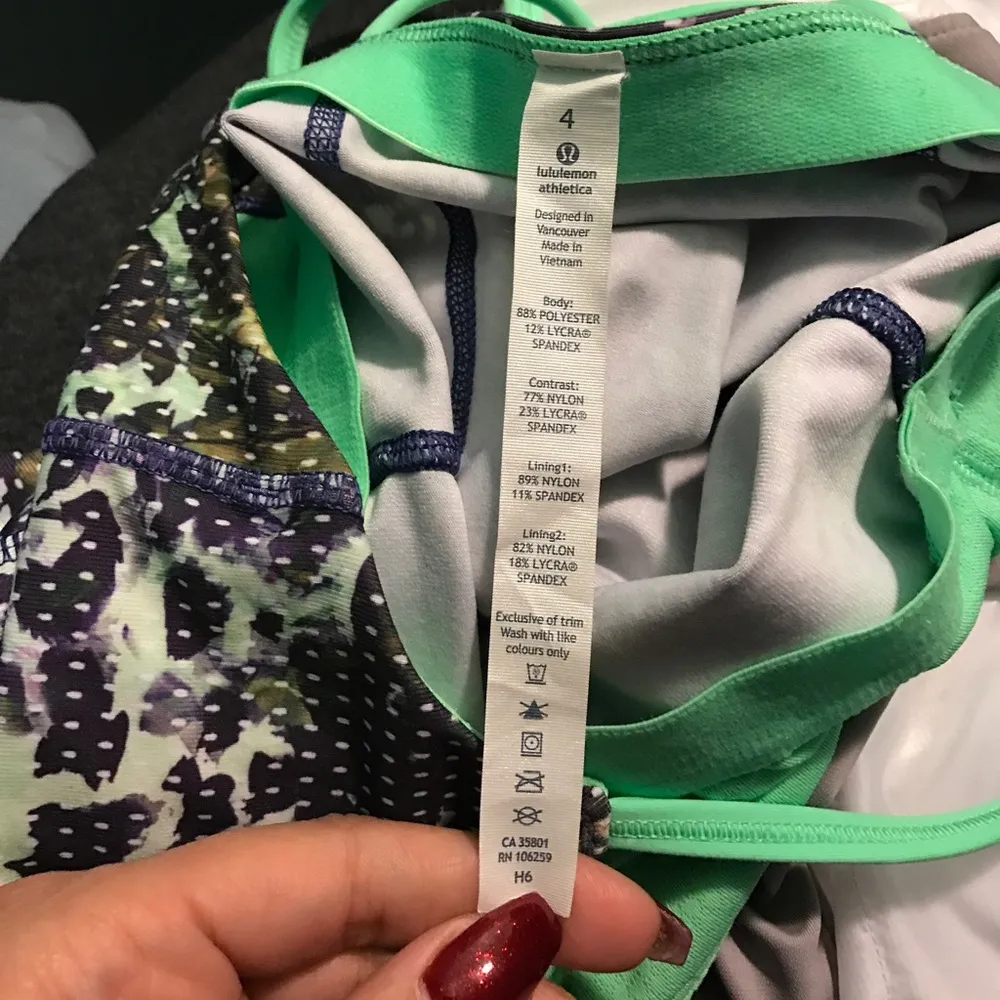 4
lululemon
athletica
Designed in
Vancouver
Made in
Vietnam
Body:
88% POLYESTER
12% LYCRA®
SPANDEX
Contrast:
77% NYLON
23% LYCRA®
SPANDEX
Lining1:
89% NYLON
11% SPANDEX
Lining2:
82% NYLON
18% LYCRA®
SPANDEX
Exclusive of trim
Wash with like
colours only
CA 35801
RN 106259
H6